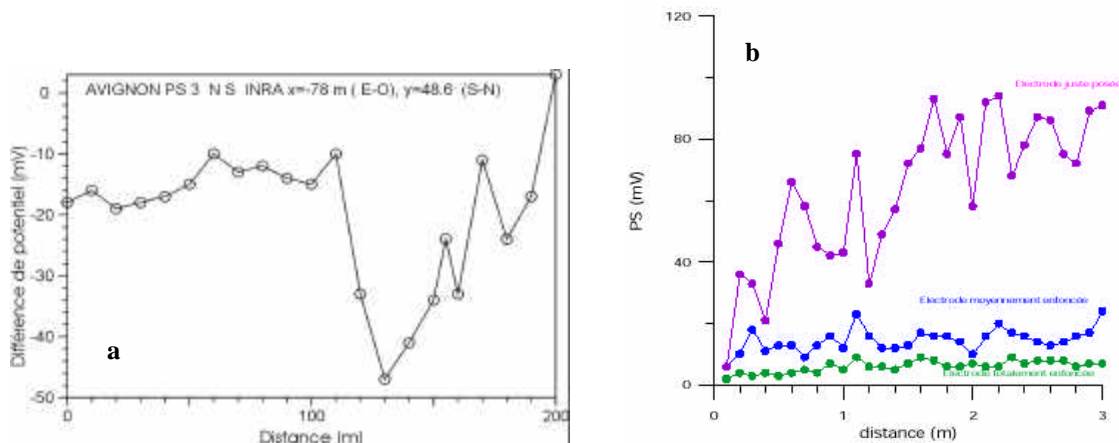 AVIGNON PS 3 N S INRA x=-78 m ( E-O), y=48.6 (S-N)
Différence de potentiel (mV)
0
-10
-20
-30
-40
-50
a
0
100
200
Distance (m)
b
120
80
40
0
PS (mV)
Electrode juste posée
Electrode moyennement enfoncée
Electrode totalement enfoncée
0
1
2
3
distance (m)